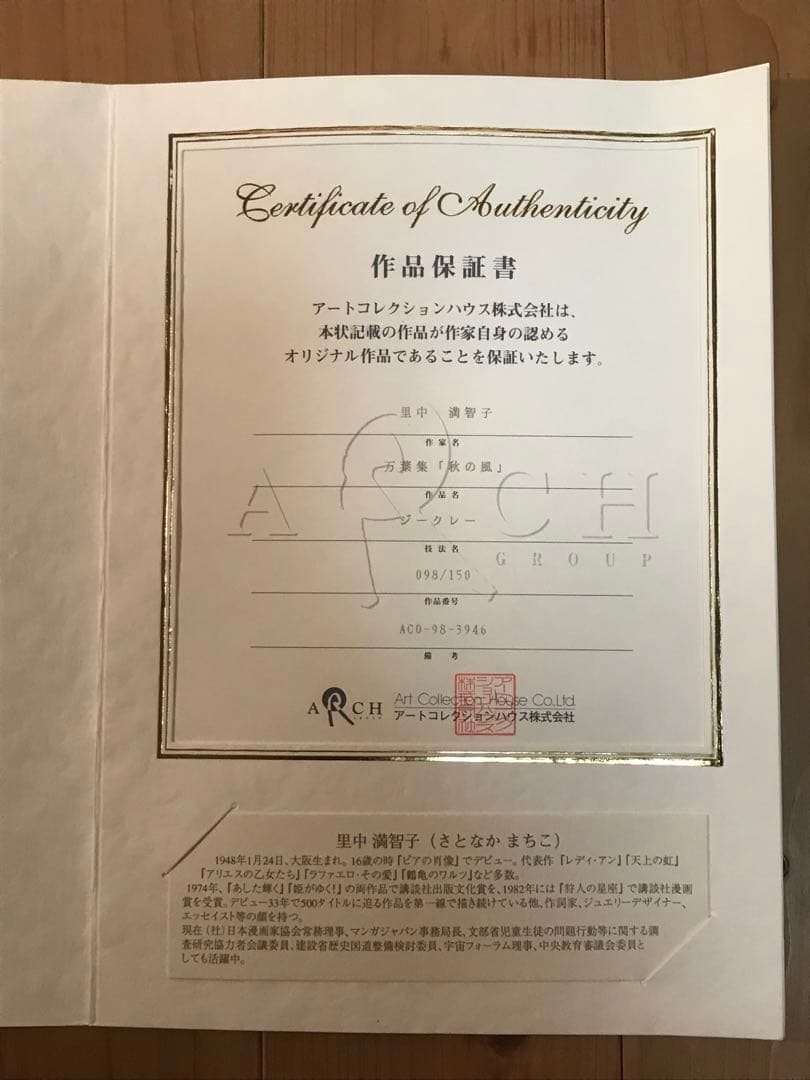 Certificate of Authenticity
作品保証書
アートコレクションハウス株式会社は、
本状記載の作品が作家自身の認める
オリジナル作品であることを保証いたします。
里中　満智子
作家名
万葉集「秋の風」
作品名
ジークレー
技法名
098/150
作品番号
ACO-98-3946
備考
ARCH
GROUP
ARCH
Art Collection House Co.Ltd.
アートコレクションハウス株式会社
里中 満智子（さとなか まちこ）
1948年1月24日、大阪生まれ。16歳の時『ピアの肖像』でデビュー。代表作『レディ・アン』『天上の虹』
『アリエスの乙女たち』『ラファエロ・その愛』『鶴亀のワルツ』など多数。
1974年、『あした輝く』『姫がゆく!』の両作品で講談社出版文化賞を、1982年には『狩人の星座』で講談社漫画
賞を受賞。デビュー33年で500タイトルに迫る作品を第一線で描き続けている他、作詞家、ジュエリーデザイナー、
エッセイスト等の顔を持つ。
現在（社）日本漫画家協会常務理事、マンガジャパン事務局長、文部省児童生徒の問題行動等に関する調
査研究協力者会議委員、建設省歴史国道整備検討委員、宇宙フォーラム理事、中央教育審議会委員と
しても活躍中。